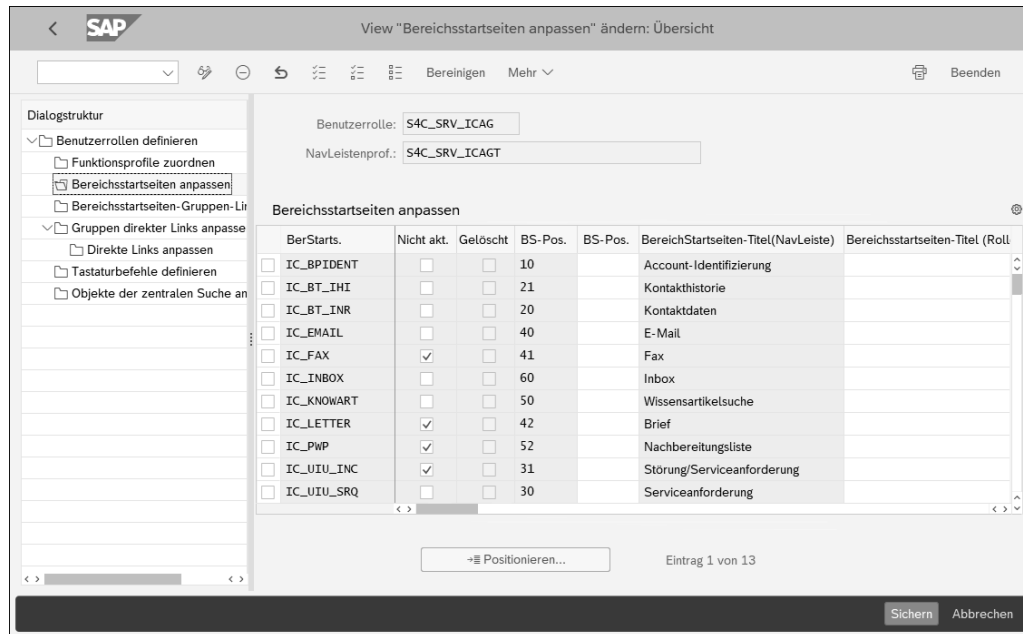 SAP
View "Bereichsstartseiten anpassen" ändern: Übersicht
Bereinigen Mehr Beenden
Dialogstruktur
Benutzerrollen definieren
Funktionsprofile zuordnen
Bereichsstartseiten anpassen
Bereichsstartseiten-Gruppen-Lir
Gruppen direkter Links anpasse
Direkte Links anpassen
Tastaturbefehle definieren
Objekte der zentralen Suche an
Benutzerrolle: S4C_SRV_ICAG
NavLeistenprof.: S4C_SRV_ICAGT
Bereichsstartseiten anpassen
BerStarts. Nicht akt. Gelöscht BS-Pos. BS-Pos. BereichStartseiten-Titel(NavLeiste) Bereichsstartseiten-Titel (Roll
IC_BPIDENT 10 Account-Identifizierung
IC_BT_IHI 21 Kontakthistorie
IC_BT_INR 20 Kontaktdaten
IC_EMAIL 40 E-Mail
IC_FAX 41 Fax
IC_INBOX 60 Inbox
IC_KNOWART 50 Wissensartikelsuche
IC_LETTER 42 Brief
IC_PWP 52 Nachbereitungsliste
IC_UIU_INC 31 Störung/Serviceanforderung
IC_UIU_SRQ 30 Serviceanforderung
Positionieren... Eintrag 1 von 13
Sichern Abbrechen